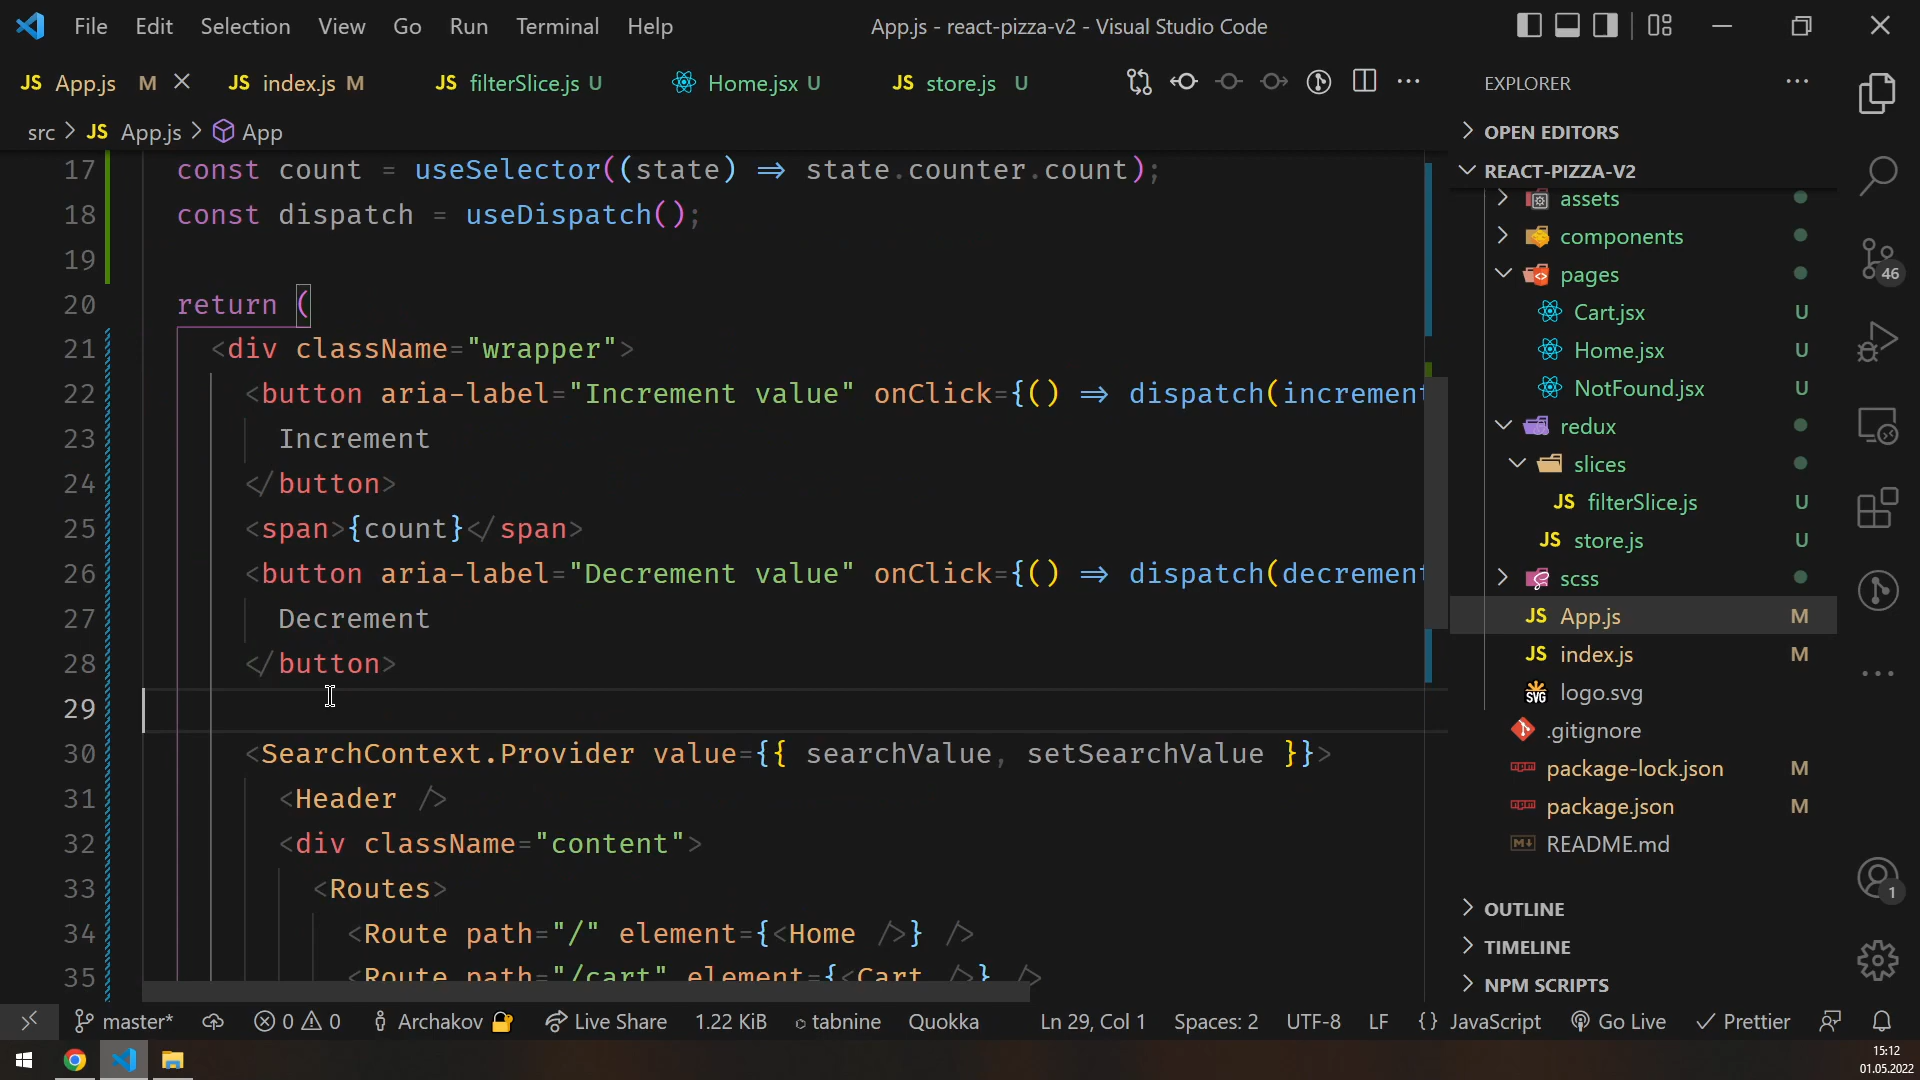 File Edit Selection View Go Run Terminal Help App.js - react-pizza-v2 - Visual Studio Code
JS App.js M JS index.js M JS filterSlice.js U Home.jsx U JS store.js U
src > JS App.js > App
17 const count = useSelector((state) => state.counter.count);
18 const dispatch = useDispatch();
19
20 return (
21 <div className="wrapper">
22 <button aria-label="Increment value" onClick={() => dispatch(increment
23 Increment
24 </button>
25 <span>{count}</span>
26 <button aria-label="Decrement value" onClick={() => dispatch(decrement
27 Decrement
28 </button>
29
30 <SearchContext.Provider value={{ searchValue, setSearchValue }}>
31 <Header />
32 <div className="content">
33 <Routes>
34 <Route path="/" element={<Home />} />
35 <Route path="/cart" element={<Cart />} />
EXPLORER
OPEN EDITORS
REACT-PIZZA-V2
assets
components
pages
Cart.jsx U
Home.jsx U
NotFound.jsx U
redux
slices
JS filterSlice.js U
JS store.js U
scss
JS App.js M
JS index.js M
SVG logo.svg
.gitignore
package-lock.json M
package.json M
README.md
OUTLINE
TIMELINE
NPM SCRIPTS
46
1
master* 0 0 Archakov Live Share 1.22 KiB tabnine Quokka Ln 29, Col 1 Spaces: 2 UTF-8 LF {} JavaScript Go Live Prettier
15:12
01.05.2022